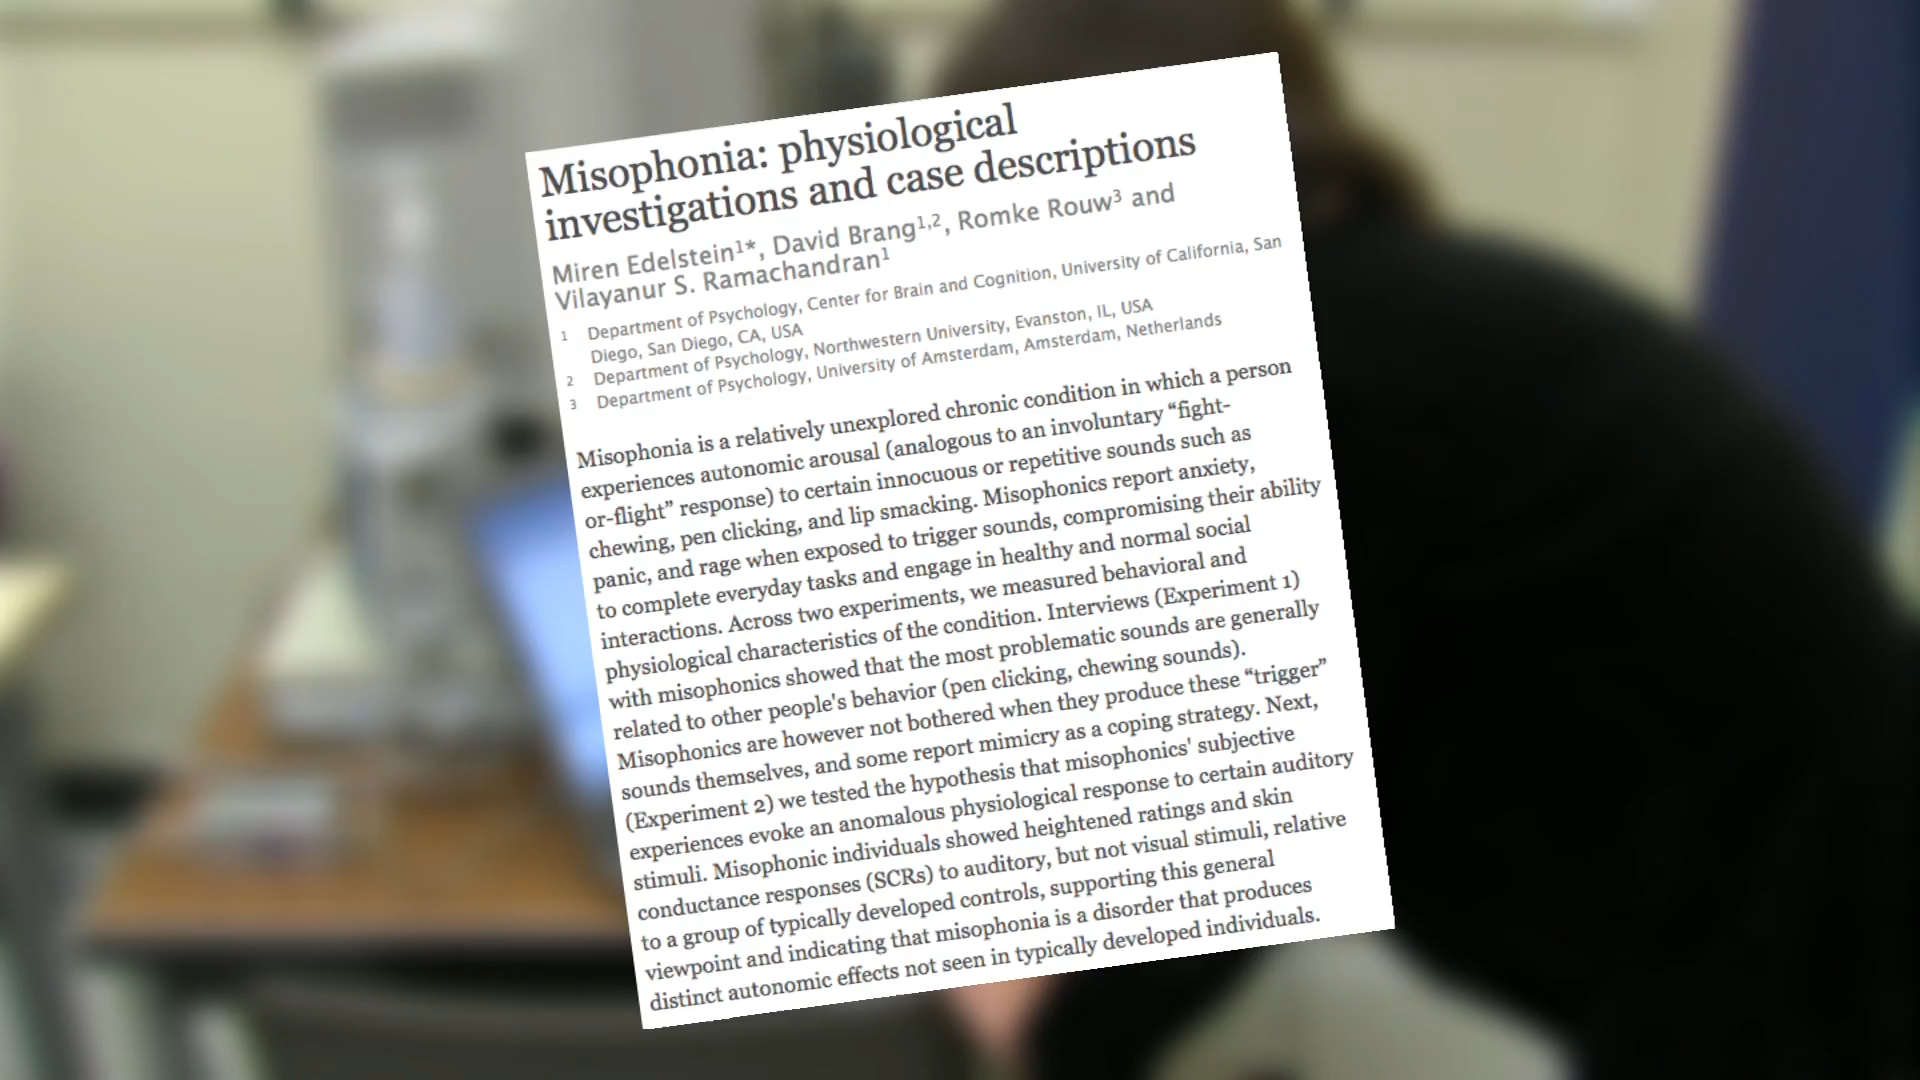 Misophonia: physiological
investigations and case descriptions
Miren Edelstein1*, David Brang1,2, Romke Rouw3 and
Vilayanur S. Ramachandran1
1 Department of Psychology, Center for Brain and Cognition, University of California, San
Diego, San Diego, CA, USA
2 Department of Psychology, Northwestern University, Evanston, IL, USA
3 Department of Psychology, University of Amsterdam, Amsterdam, Netherlands
Misophonia is a relatively unexplored chronic condition in which a person
experiences autonomic arousal (analogous to an involuntary “fight-
or-flight” response) to certain innocuous or repetitive sounds such as
chewing, pen clicking, and lip smacking. Misophonics report anxiety,
panic, and rage when exposed to trigger sounds, compromising their ability
to complete everyday tasks and engage in healthy and normal social
interactions. Across two experiments, we measured behavioral and
physiological characteristics of the condition. Interviews (Experiment 1)
with misophonics showed that the most problematic sounds are generally
related to other people's behavior (pen clicking, chewing sounds).
Misophonics are however not bothered when they produce these “trigger”
sounds themselves, and some report mimicry as a coping strategy. Next,
(Experiment 2) we tested the hypothesis that misophonics' subjective
experiences evoke an anomalous physiological response to certain auditory
stimuli. Misophonic individuals showed heightened ratings and skin
conductance responses (SCRs) to auditory, but not visual stimuli, relative
to a group of typically developed controls, supporting this general
viewpoint and indicating that misophonia is a disorder that produces
distinct autonomic effects not seen in typically developed individuals.